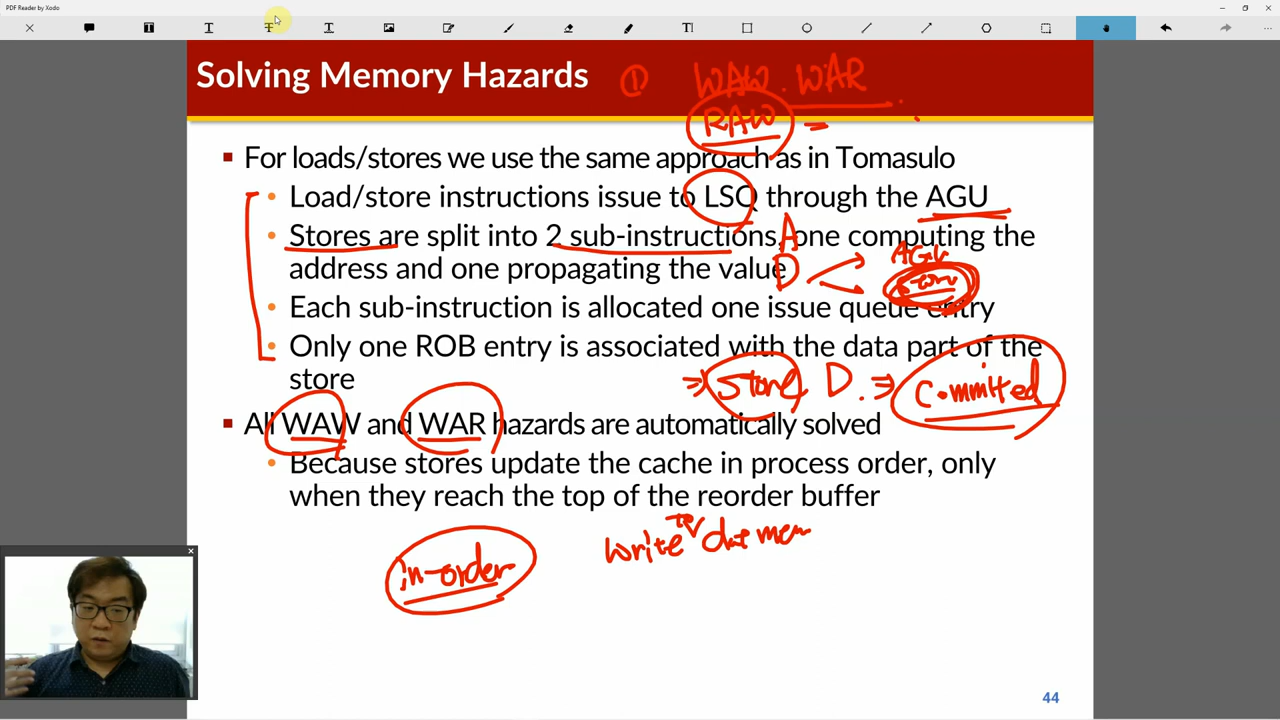 PDF Reader by Xodo
Solving Memory Hazards ① WAW. WAR
RAW
For loads/stores we use the same approach as in Tomasulo
Load/store instructions issue to LSQ through the AGU
Stores are split into 2 sub-instructions, one computing the
A
address and one propagating the value
D
AGU
Store
Each sub-instruction is allocated one issue queue entry
Only one ROB entry is associated with the data part of the
store
⇒ Store D. ⇒ Committed
All WAW and WAR hazards are automatically solved
Because stores update the cache in process order, only
when they reach the top of the reorder buffer
in-order
write to dat mem
44